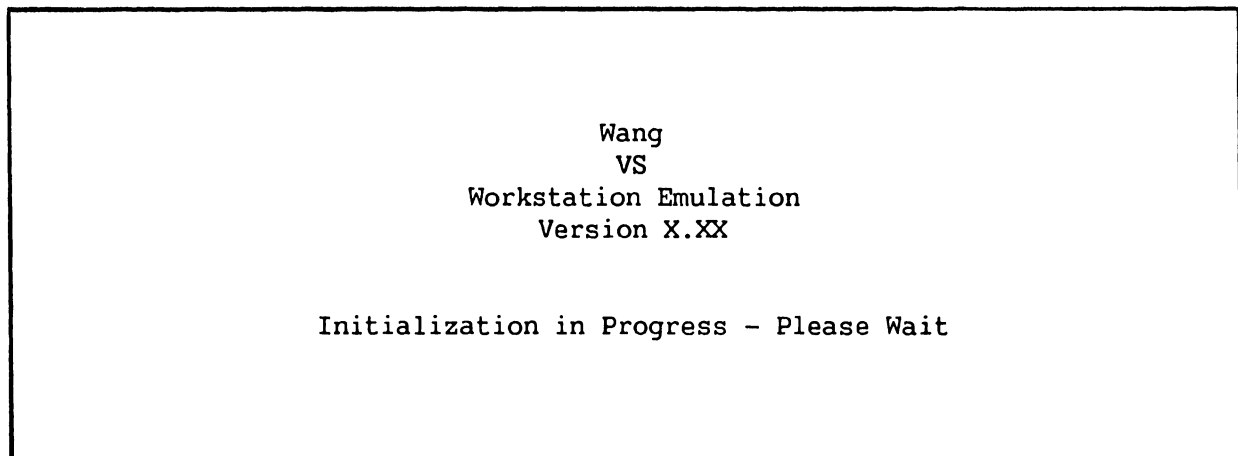 Wang
VS
Workstation Emulation
Version X.XX
Initialization in Progress - Please Wait